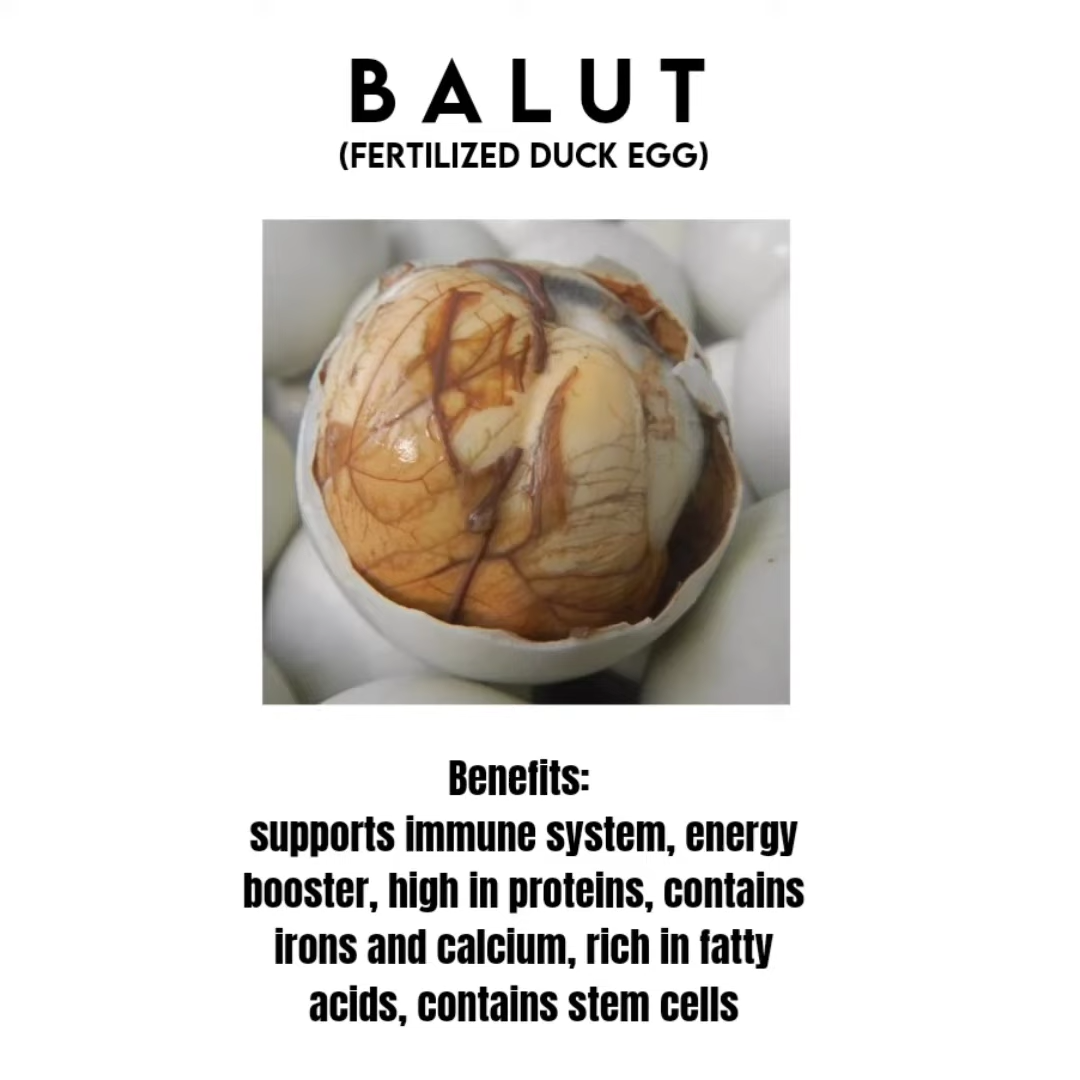 BALUT
(FERTILIZED DUCK EGG)
Benefits:
supports immune system, energy
booster, high in proteins, contains
irons and calcium, rich in fatty
acids, contains stem cells